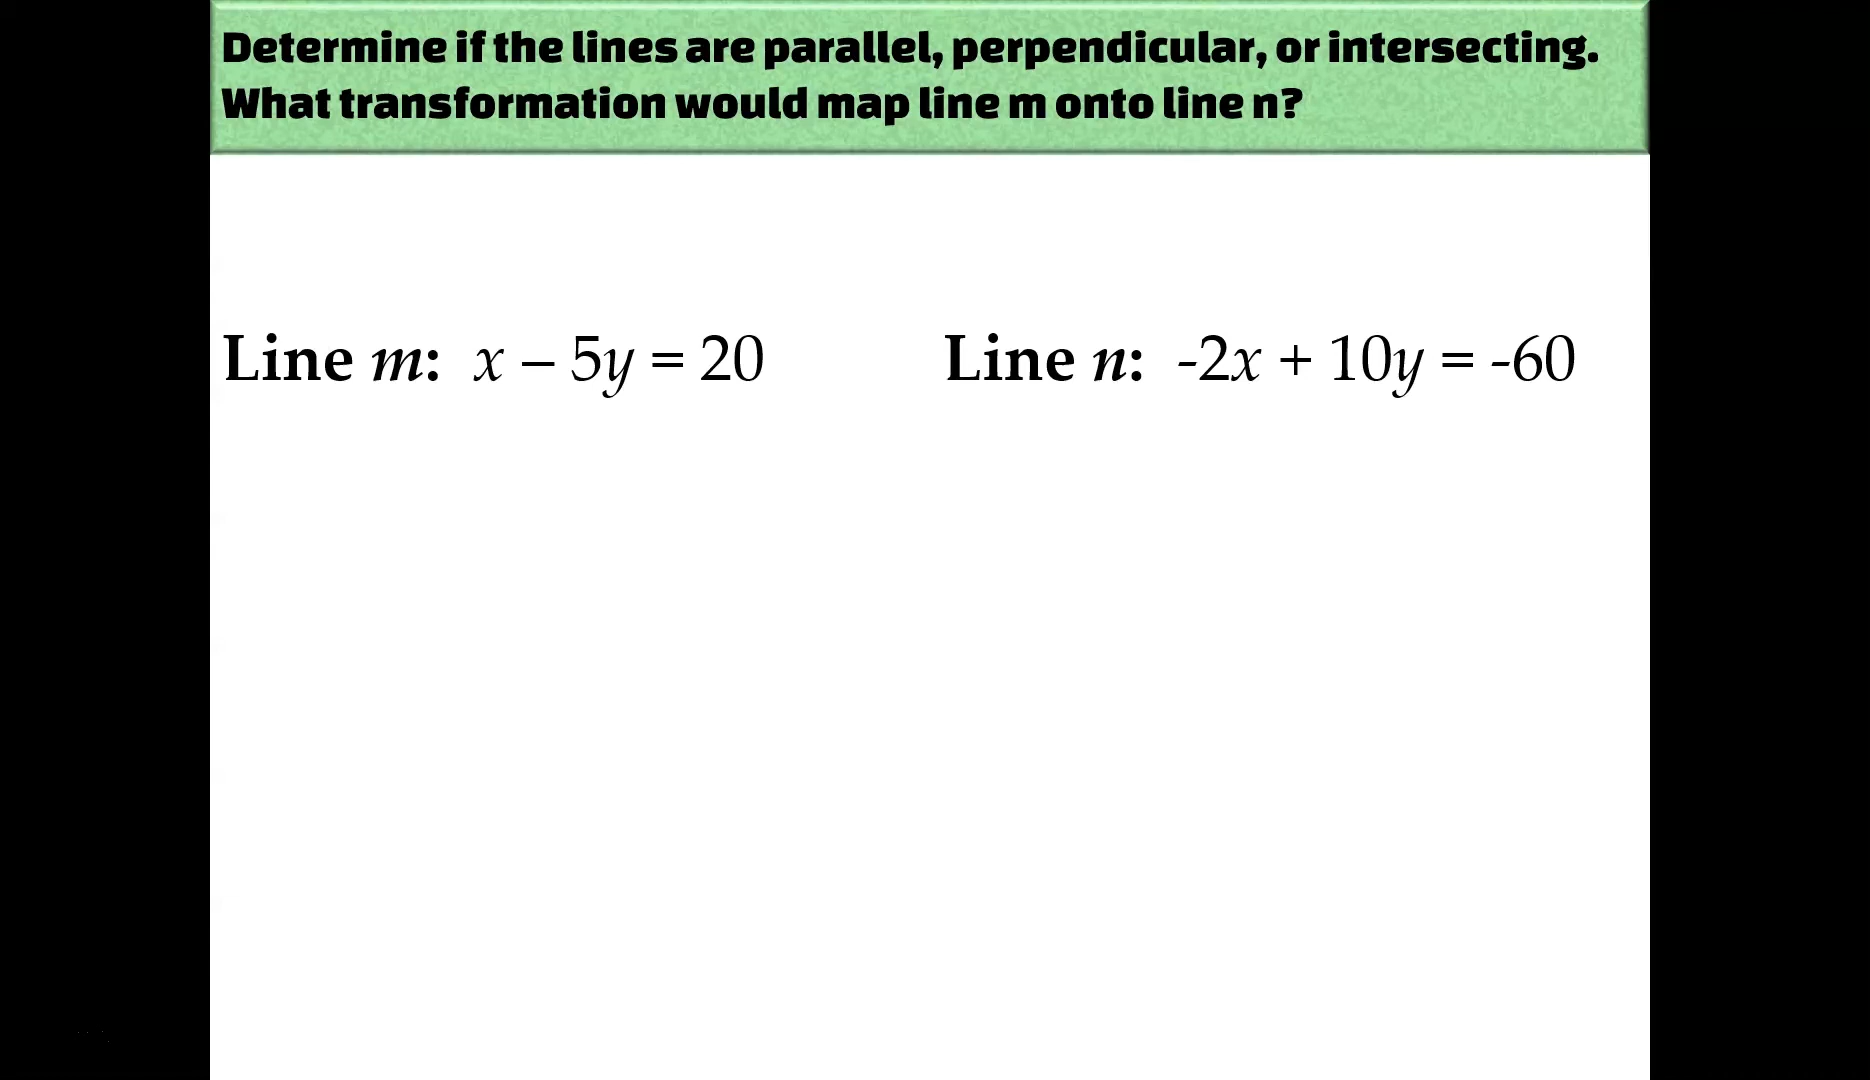 Determine if the lines are parallel, perpendicular, or intersecting.
What transformation would map line m onto line n?
Line m: x – 5y = 20
Line n: -2x + 10y = -60